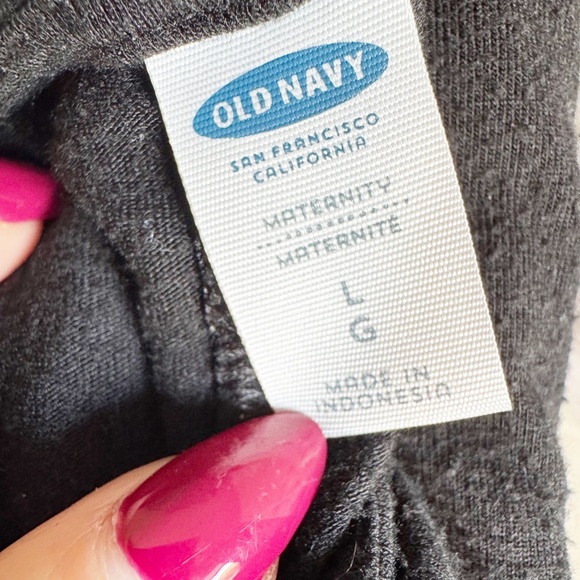 OLD NAVY
SAN FRANCISCO
CALIFORNIA
MATERNITY
MATERNITÉ
L
G
MADE IN
INDONESIA